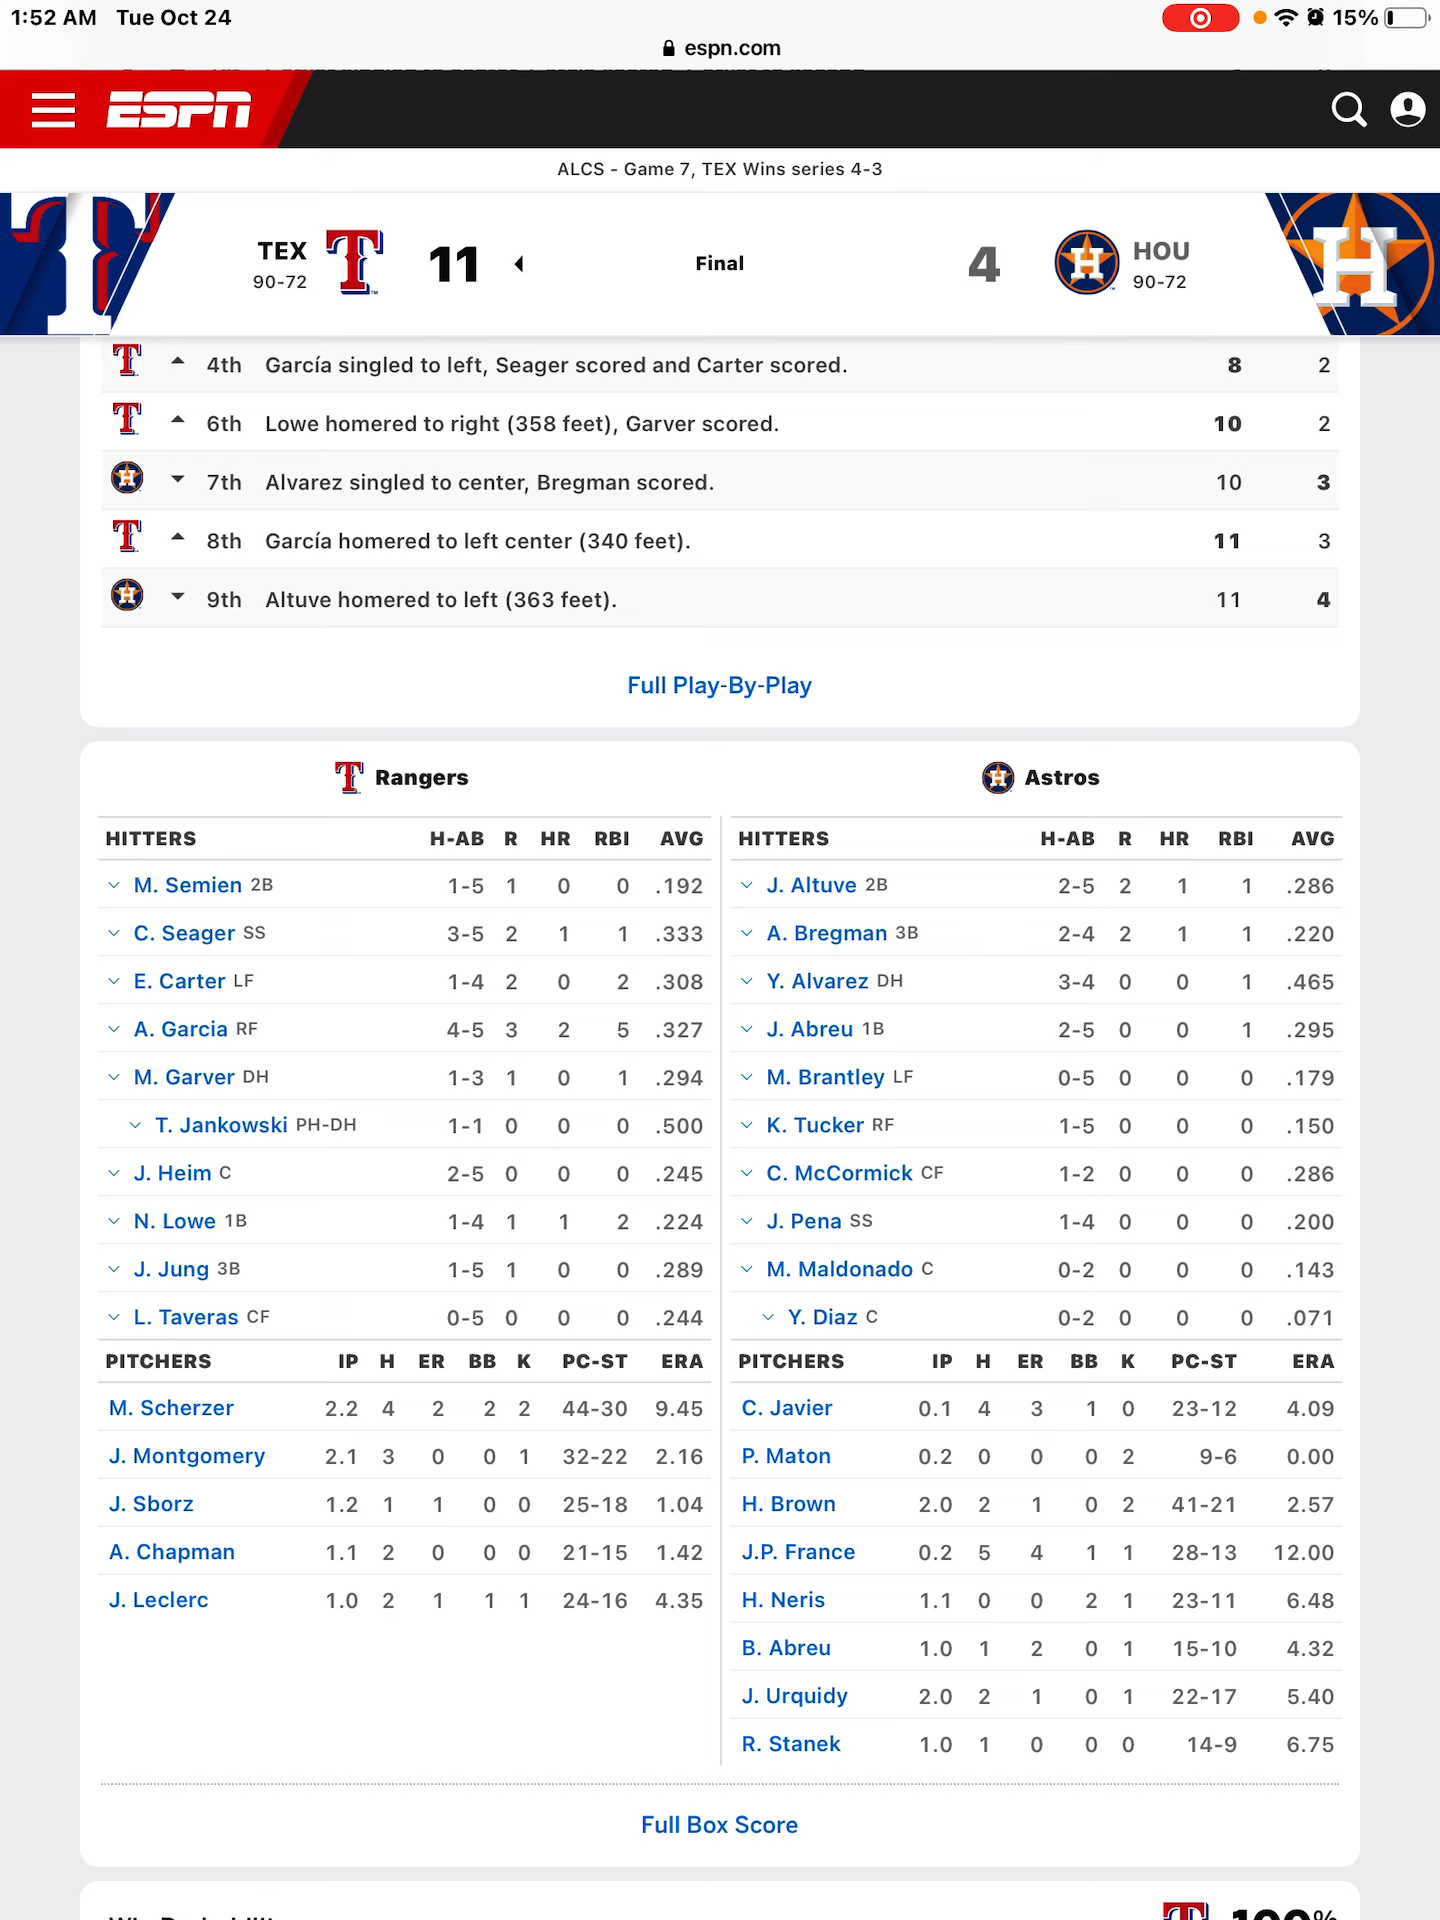 1:52 AM Tue Oct 24 15%
espn.com
ESPN
ALCS - Game 7, TEX Wins series 4-3
TEX 90-72 11 Final 4 HOU 90-72
4th García singled to left, Seager scored and Carter scored. 8 2
6th Lowe homered to right (358 feet), Garver scored. 10 2
7th Alvarez singled to center, Bregman scored. 10 3
8th García homered to left center (340 feet). 11 3
9th Altuve homered to left (363 feet). 11 4
Full Play-By-Play
Rangers
HITTERS H-AB R HR RBI AVG
M. Semien 2B 1-5 1 0 0 .192
C. Seager SS 3-5 2 1 1 .333
E. Carter LF 1-4 2 0 2 .308
A. Garcia RF 4-5 3 2 5 .327
M. Garver DH 1-3 1 0 1 .294
T. Jankowski PH-DH 1-1 0 0 0 .500
J. Heim C 2-5 0 0 0 .245
N. Lowe 1B 1-4 1 1 2 .224
J. Jung 3B 1-5 1 0 0 .289
L. Taveras CF 0-5 0 0 0 .244
PITCHERS IP H ER BB K PC-ST ERA
M. Scherzer 2.2 4 2 2 2 44-30 9.45
J. Montgomery 2.1 3 0 0 1 32-22 2.16
J. Sborz 1.2 1 1 0 0 25-18 1.04
A. Chapman 1.1 2 0 0 0 21-15 1.42
J. Leclerc 1.0 2 1 1 1 24-16 4.35
Astros
HITTERS H-AB R HR RBI AVG
J. Altuve 2B 2-5 2 1 1 .286
A. Bregman 3B 2-4 2 1 1 .220
Y. Alvarez DH 3-4 0 0 1 .465
J. Abreu 1B 2-5 0 0 1 .295
M. Brantley LF 0-5 0 0 0 .179
K. Tucker RF 1-5 0 0 0 .150
C. McCormick CF 1-2 0 0 0 .286
J. Pena SS 1-4 0 0 0 .200
M. Maldonado C 0-2 0 0 0 .143
Y. Diaz C 0-2 0 0 0 .071
PITCHERS IP H ER BB K PC-ST ERA
C. Javier 0.1 4 3 1 0 23-12 4.09
P. Maton 0.2 0 0 0 2 9-6 0.00
H. Brown 2.0 2 1 0 2 41-21 2.57
J.P. France 0.2 5 4 1 1 28-13 12.00
H. Neris 1.1 0 0 2 1 23-11 6.48
B. Abreu 1.0 1 2 0 1 15-10 4.32
J. Urquidy 2.0 2 1 0 1 22-17 5.40
R. Stanek 1.0 1 0 0 0 14-9 6.75
Full Box Score